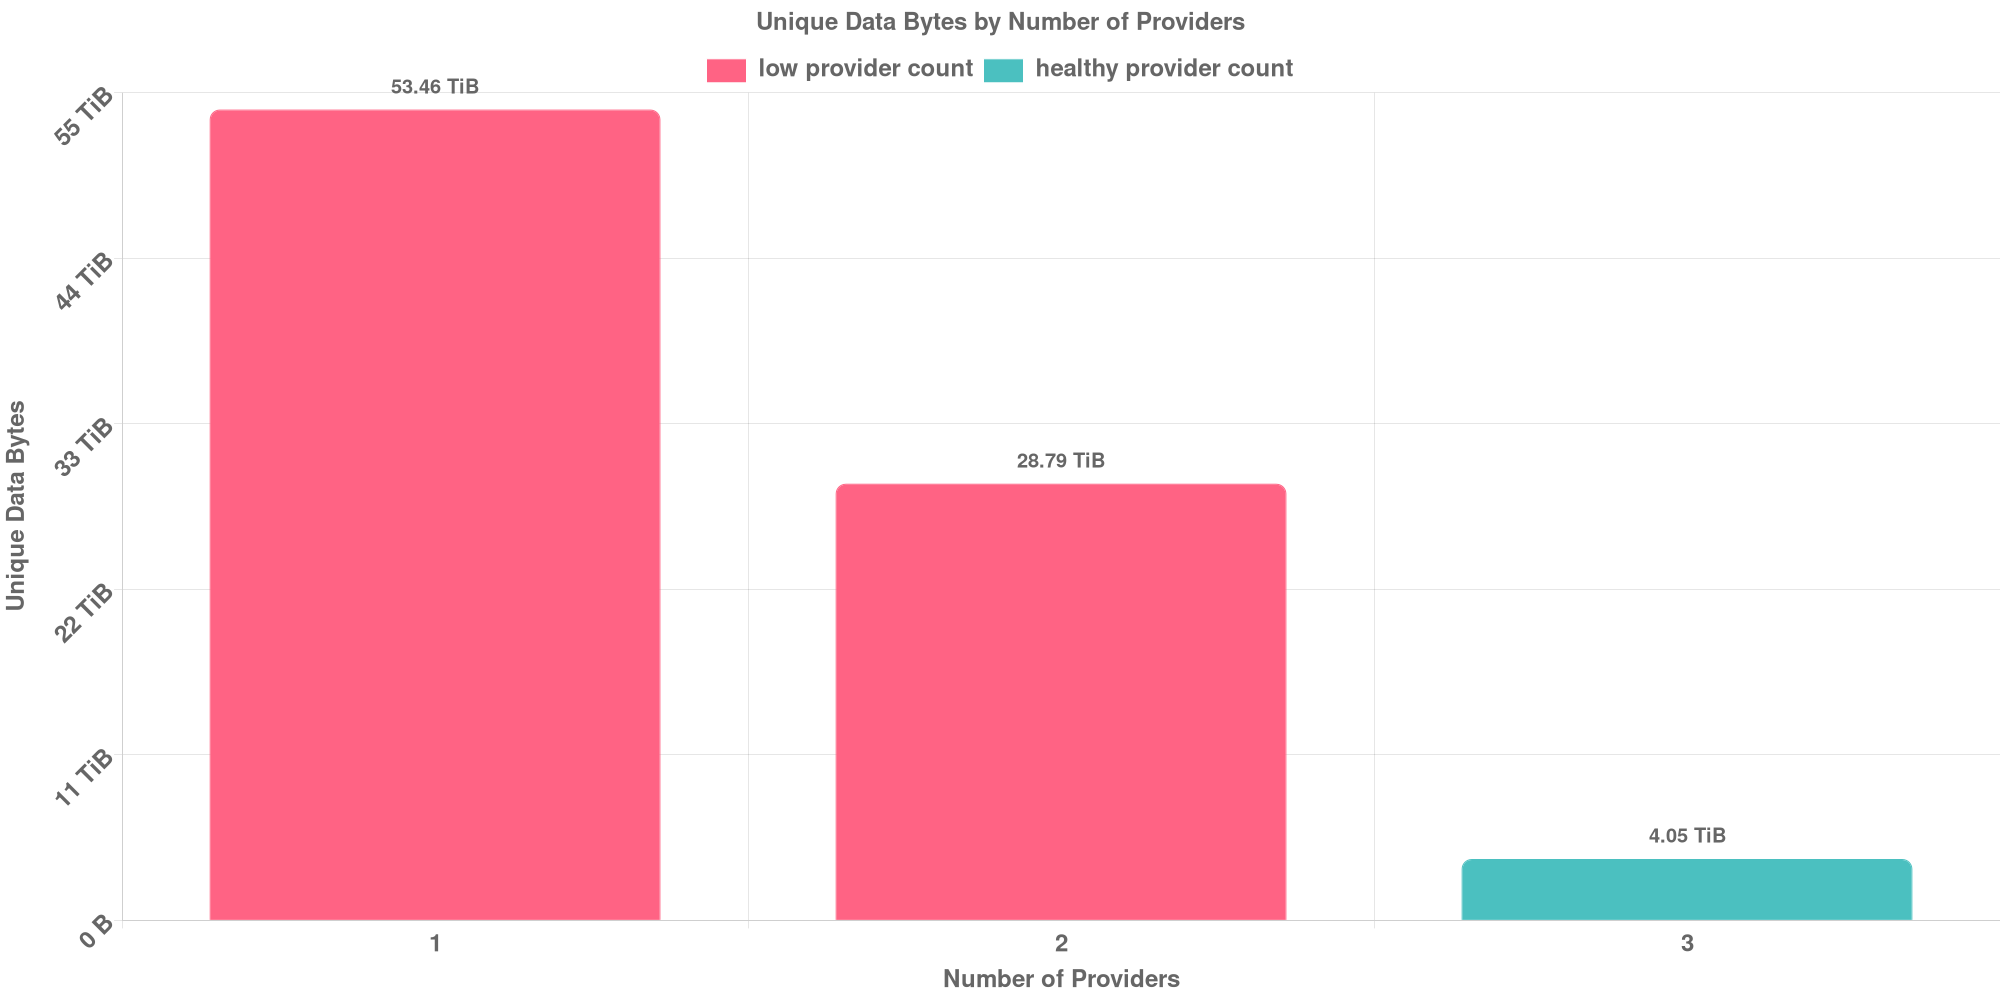 Unique Data Bytes by Number of Providers
low provider count
healthy provider count
53.46 TiB
28.79 TiB
4.05 TiB
55 TiB
44 TiB
33 TiB
22 TiB
11 TiB
0 B
Unique Data Bytes
1
2
3
Number of Providers